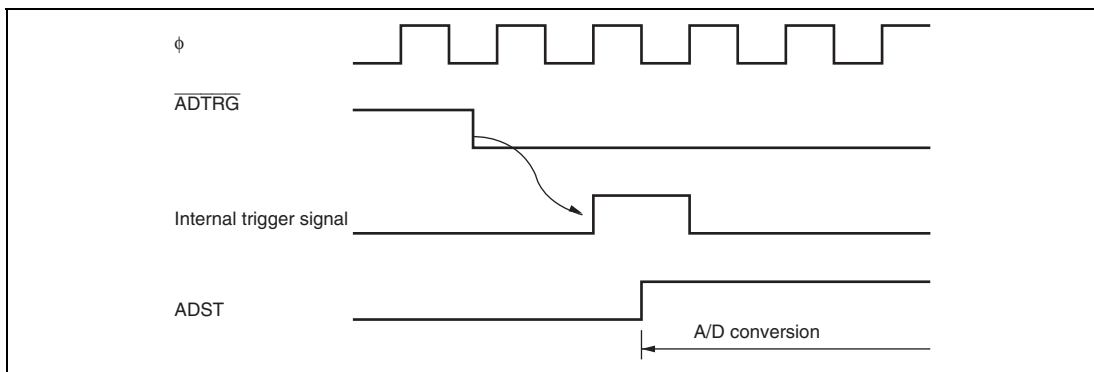 ϕ
ADTRG
Internal trigger signal
ADST
A/D conversion